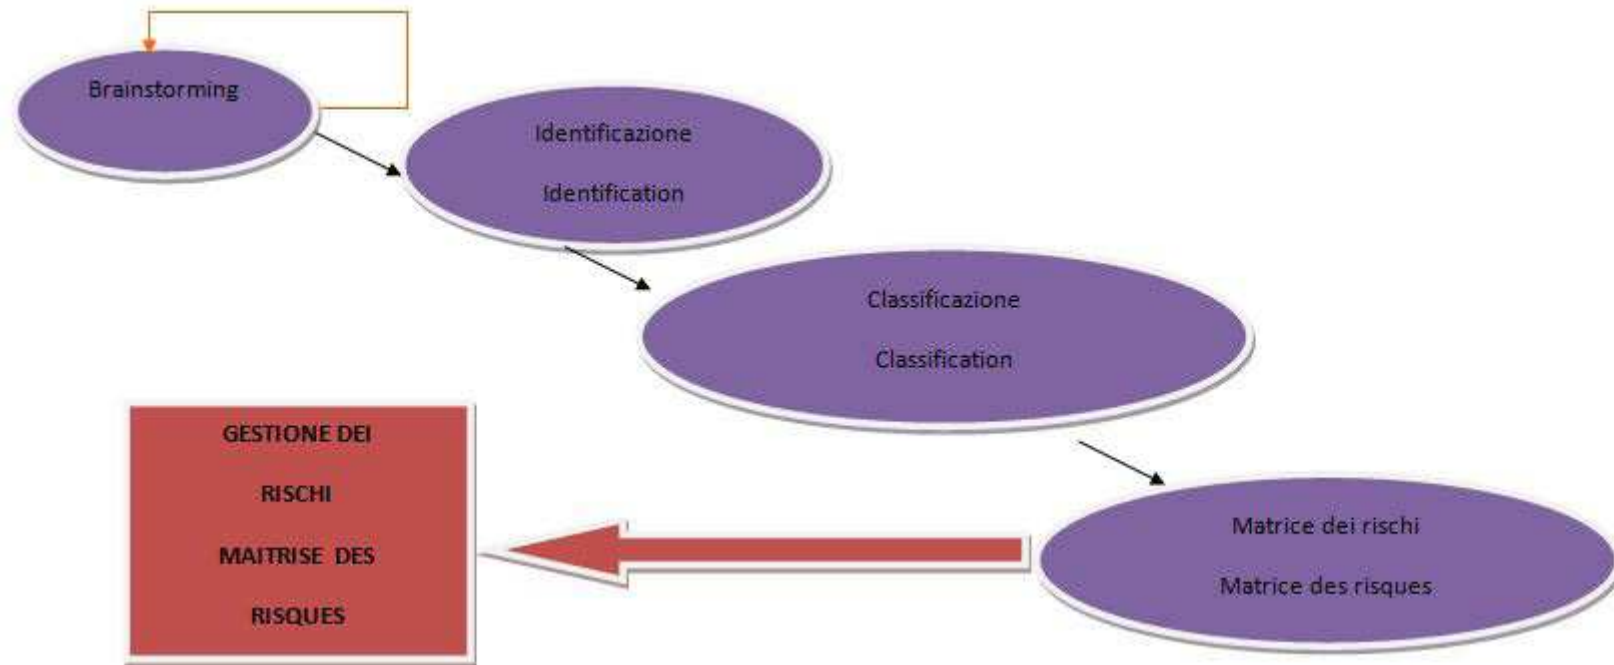 Brainstorming
Identificazione
Identification
Classificazione
Classification
GESTIONE DEI
RISCHI
MAITRISE DES
RISQUES
Matrice dei rischi
Matrice des risques